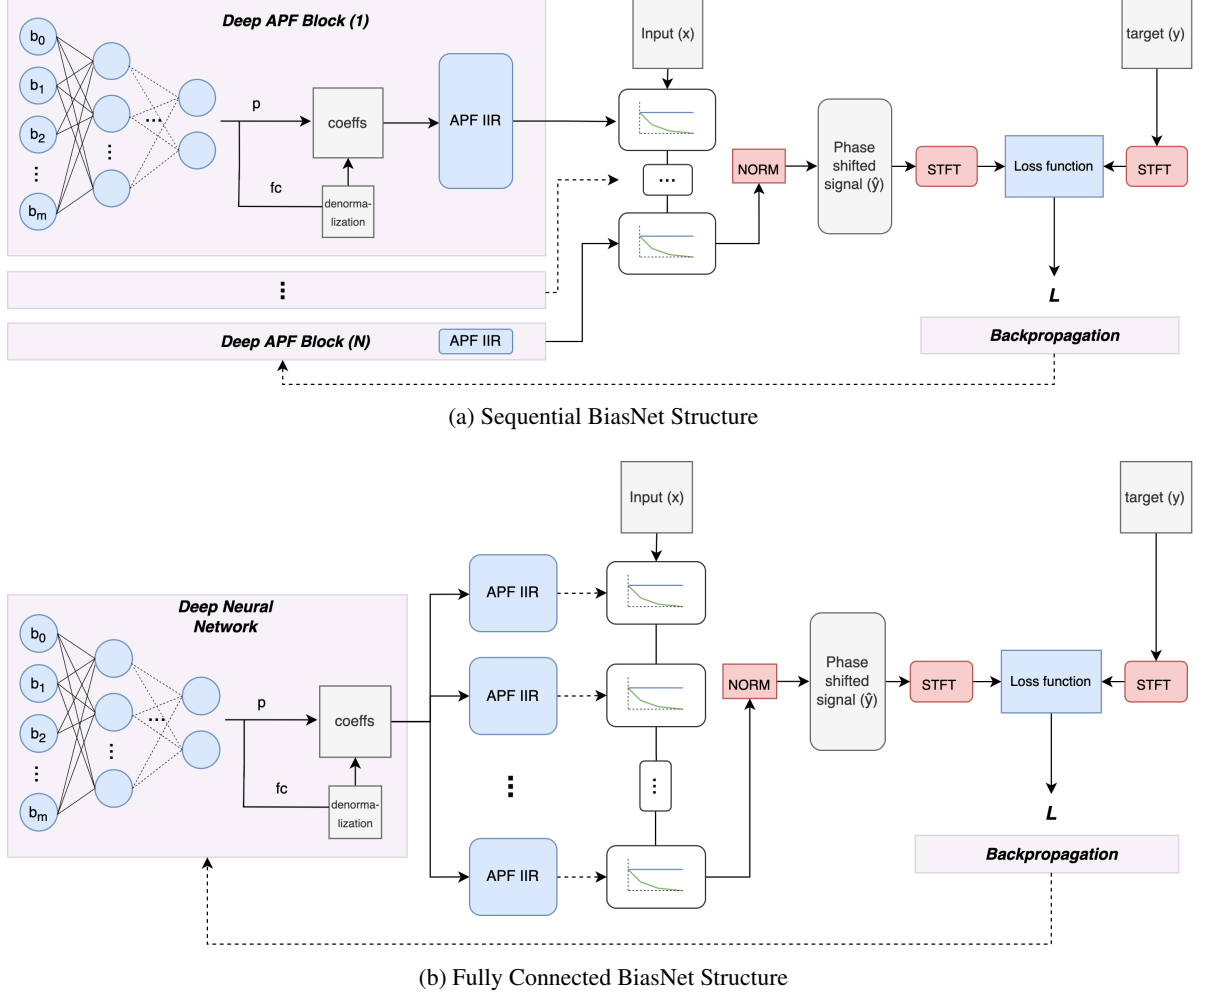 Deep APF Block (1)
Input (x)
target (y)
b0
b1
b2
⋮
bm
...
⋮
p
fc
coeffs
denorma-
lization
APF IIR
...
NORM
Phase
shifted
signal (ŷ)
STFT
Loss function
STFT
L
Backpropagation
⋮
Deep APF Block (N)
APF IIR
(a) Sequential BiasNet Structure
Input (x)
target (y)
Deep Neural
Network
b0
b1
b2
⋮
bm
...
⋮
p
fc
coeffs
denorma-
lization
APF IIR
APF IIR
⋮
APF IIR
⋮
NORM
Phase
shifted
signal (ŷ)
STFT
Loss function
STFT
L
Backpropagation
(b) Fully Connected BiasNet Structure